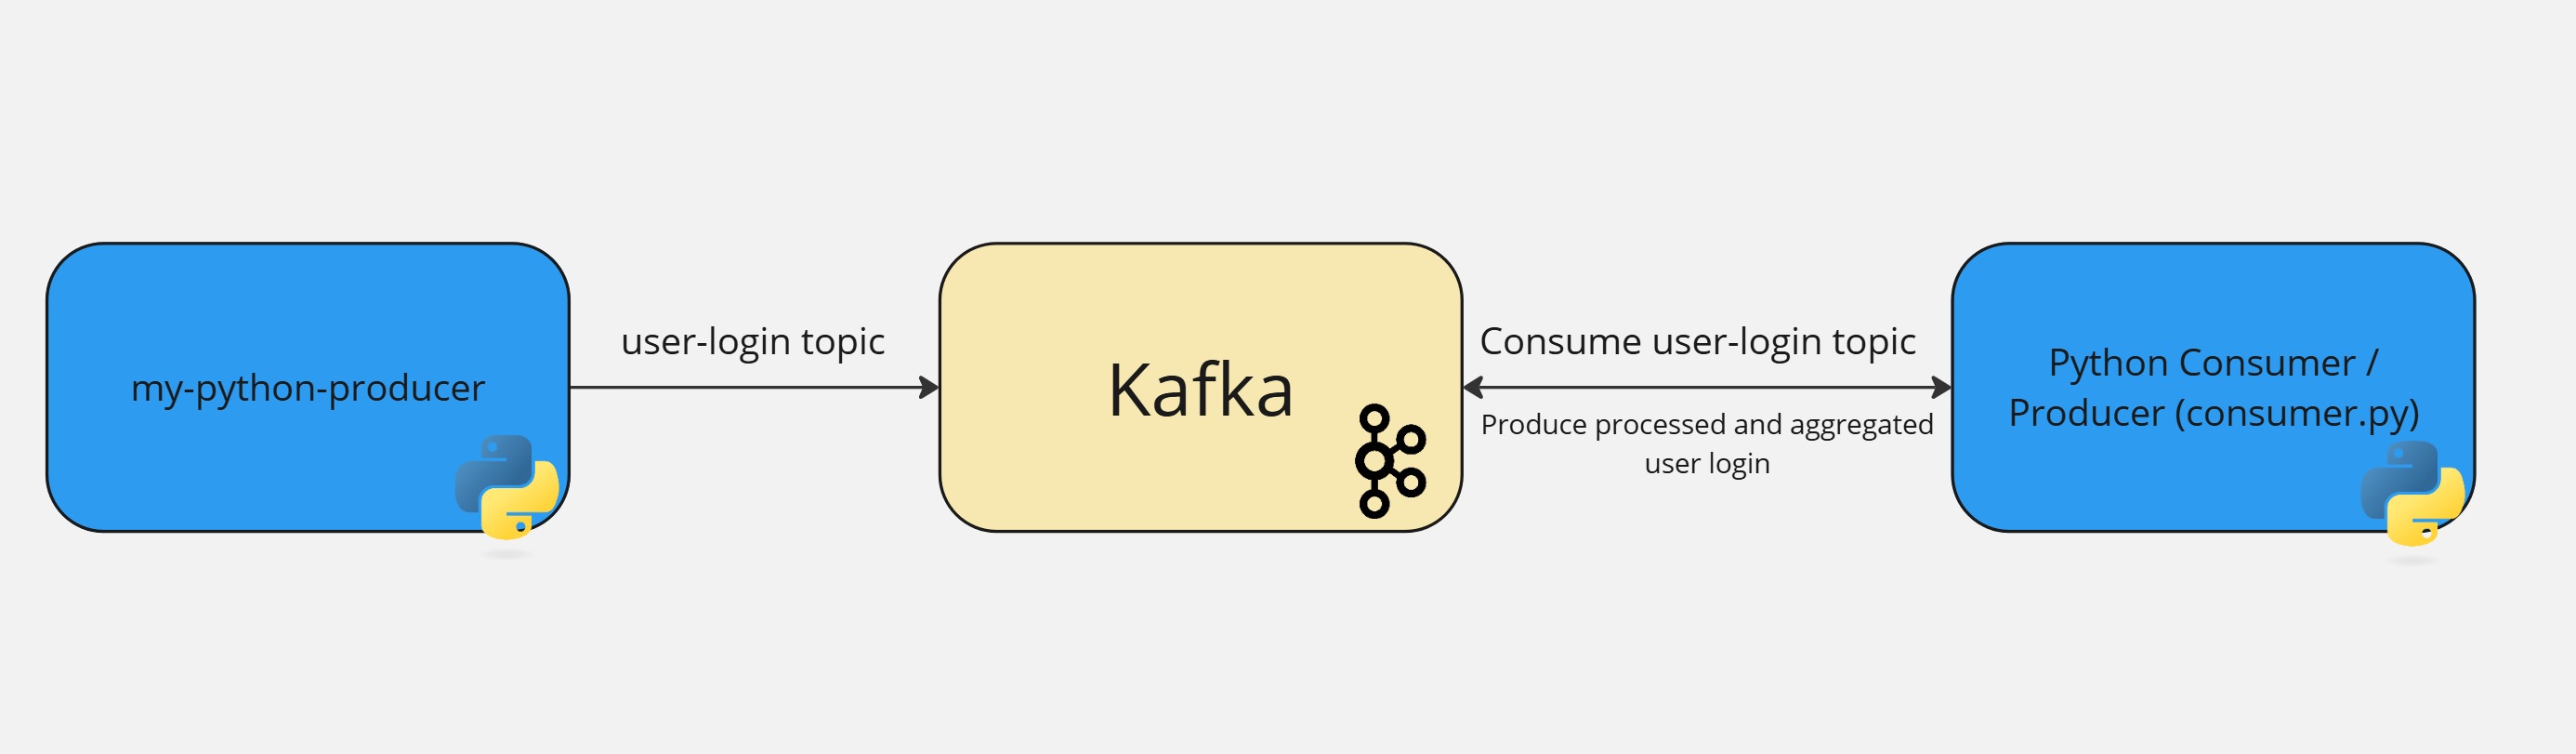 my-python-producer
user-login topic
Kafka
Consume user-login topic
Produce processed and aggregated
user login
Python Consumer /
Producer (consumer.py)